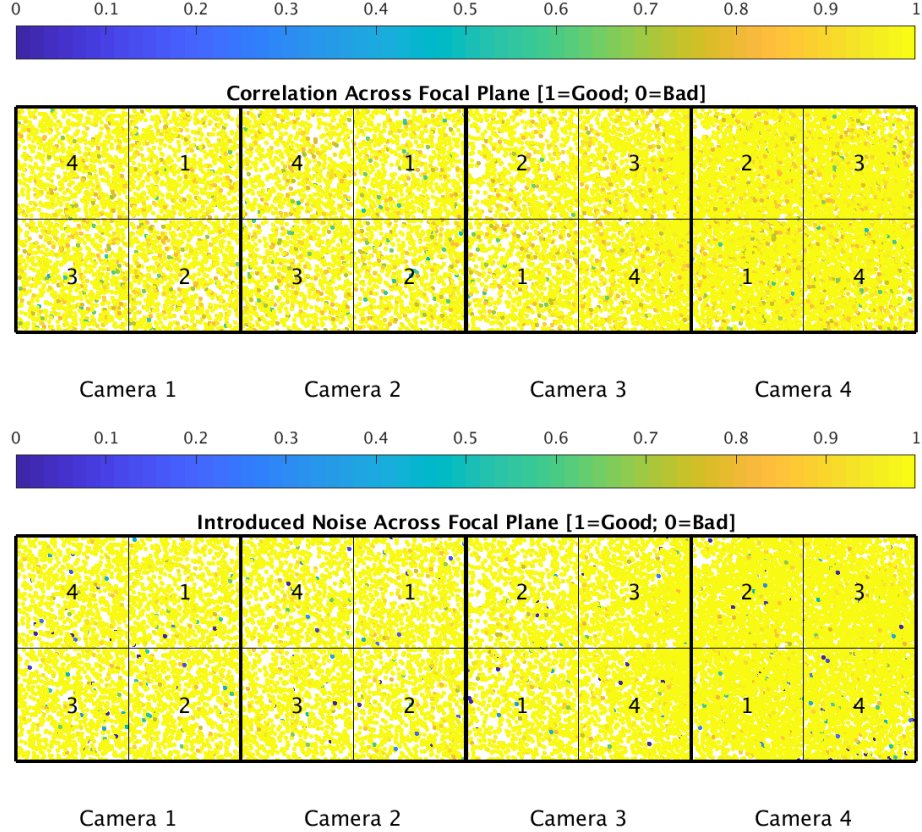 0 0.1 0.2 0.3 0.4 0.5 0.6 0.7 0.8 0.9 1
Correlation Across Focal Plane [1=Good; 0=Bad]
4 1 4 1 2 3 2 3
3 2 3 2 1 4 1 4
Camera 1 Camera 2 Camera 3 Camera 4
0 0.1 0.2 0.3 0.4 0.5 0.6 0.7 0.8 0.9 1
Introduced Noise Across Focal Plane [1=Good; 0=Bad]
4 1 4 1 2 3 2 3
3 2 3 2 1 4 1 4
Camera 1 Camera 2 Camera 3 Camera 4